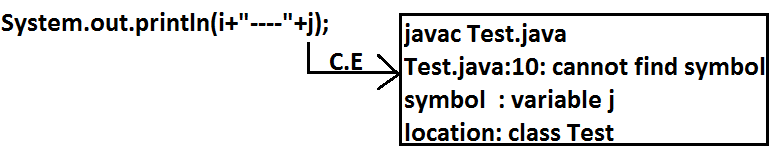 System.out.println(i+"----"+j);
C.E
javac Test.java
Test.java:10: cannot find symbol
symbol : variable j
location: class Test